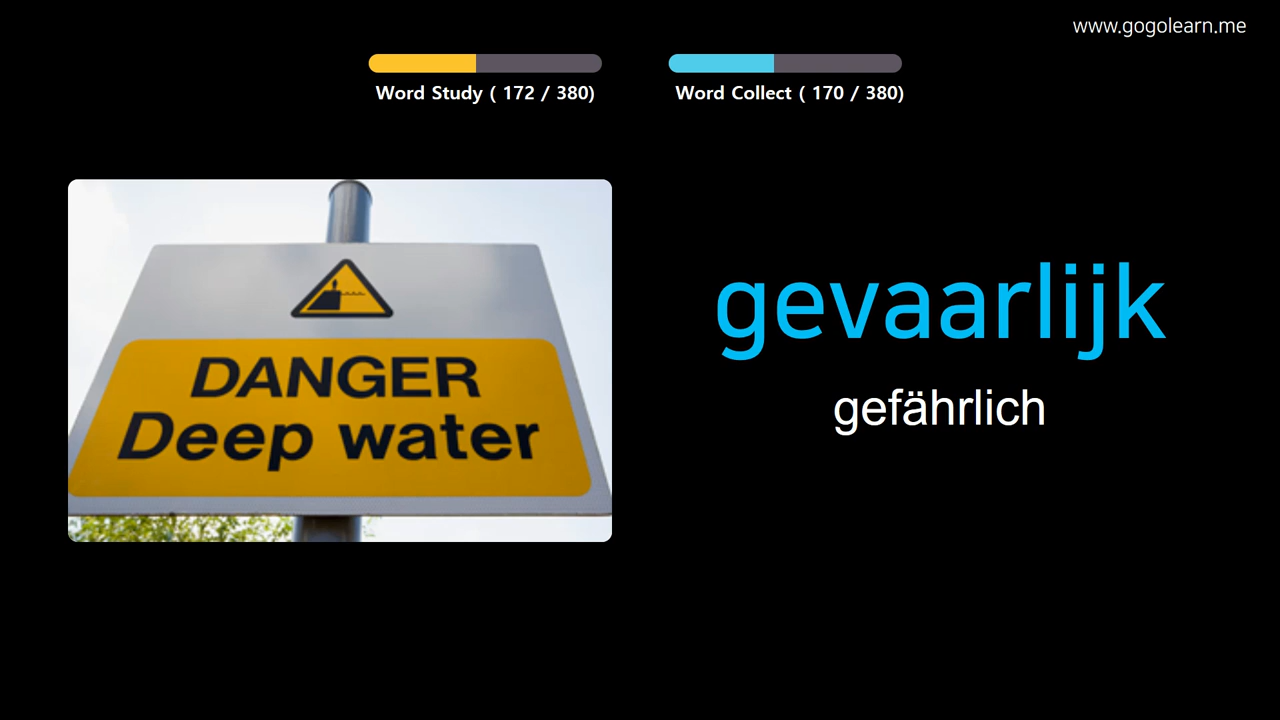 www.gogolearn.me
Word Study ( 172 / 380)
Word Collect ( 170 / 380)
DANGER
Deep water
gevaarlijk
gefährlich